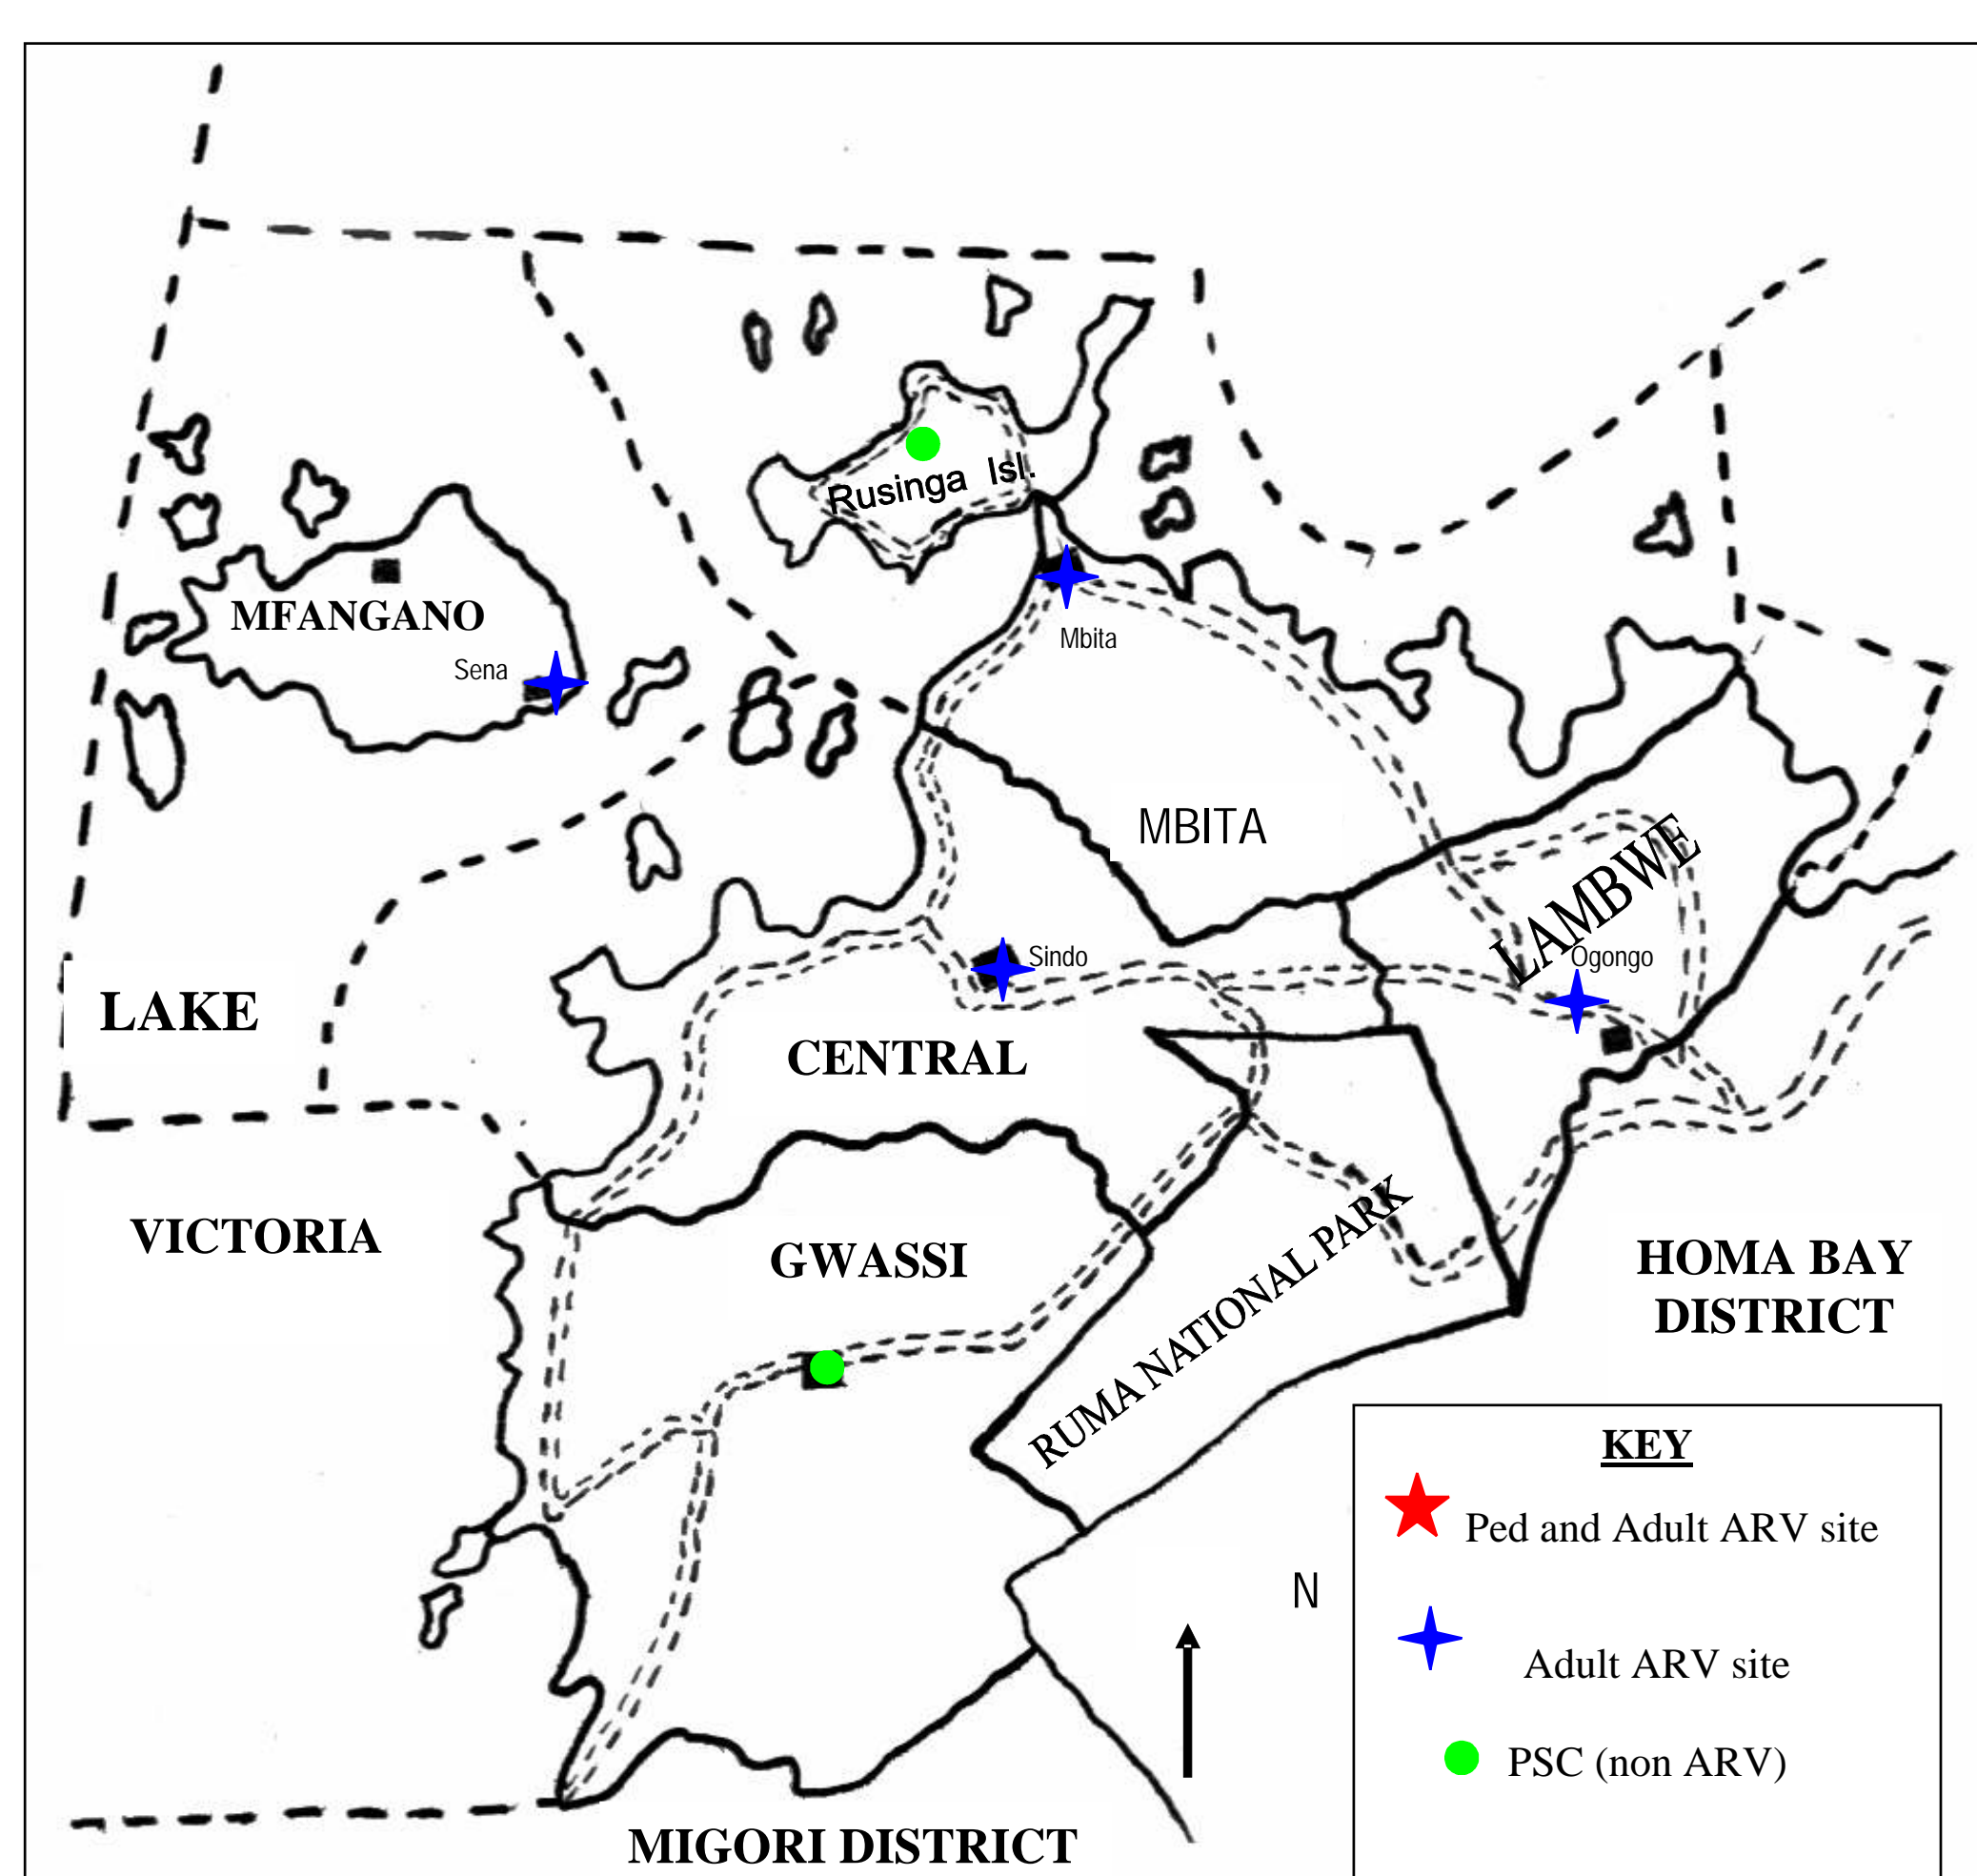 Rusinga Isl.
MFANGANO
Sena
Mbita
MBITA
LAMBWE
Ogongo
Sindo
LAKE
CENTRAL
VICTORIA
GWASSI
RUMA NATIONAL PARK
HOMA BAY
DISTRICT
KEY
Ped and Adult ARV site
N
Adult ARV site
PSC (non ARV)
MIGORI DISTRICT